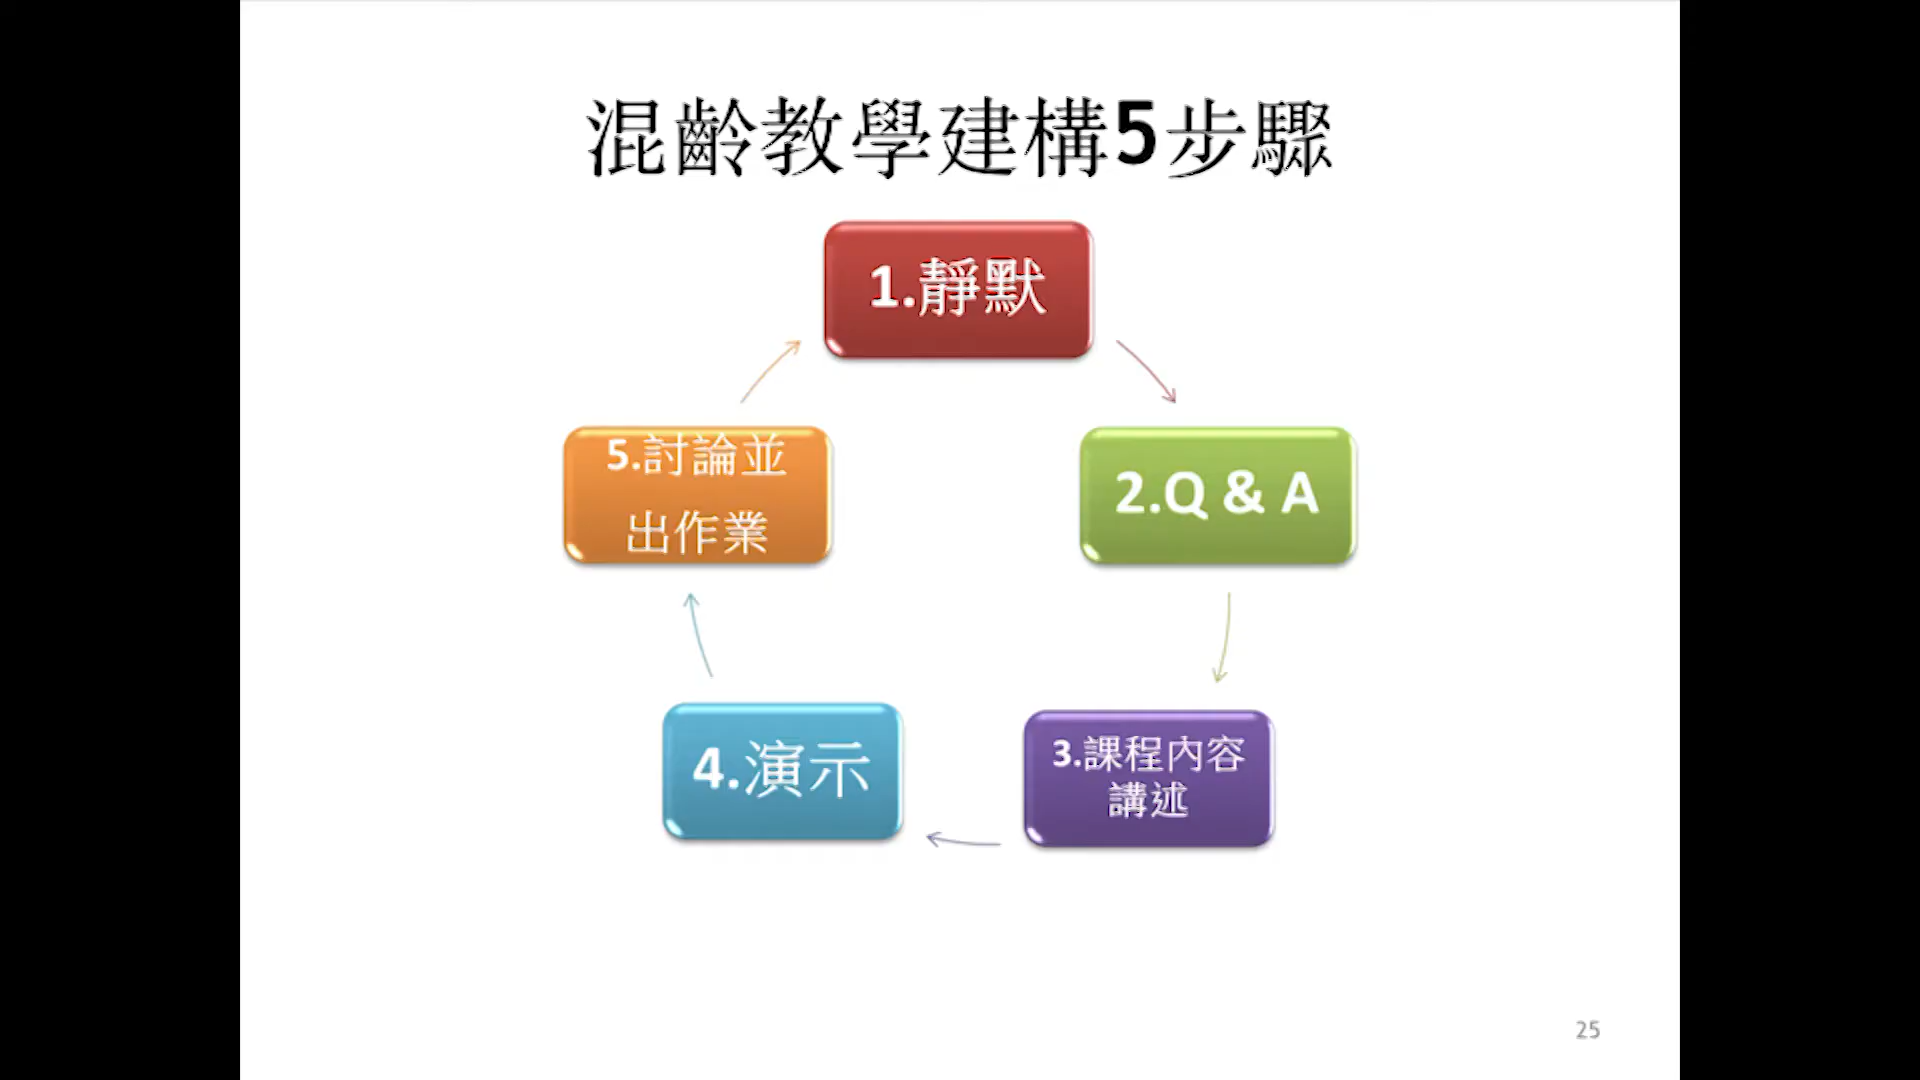 混齡教學建構5步驟
1.靜默
2.Q & A
3.課程內容
講述
4.演示
5.討論並
出作業
25